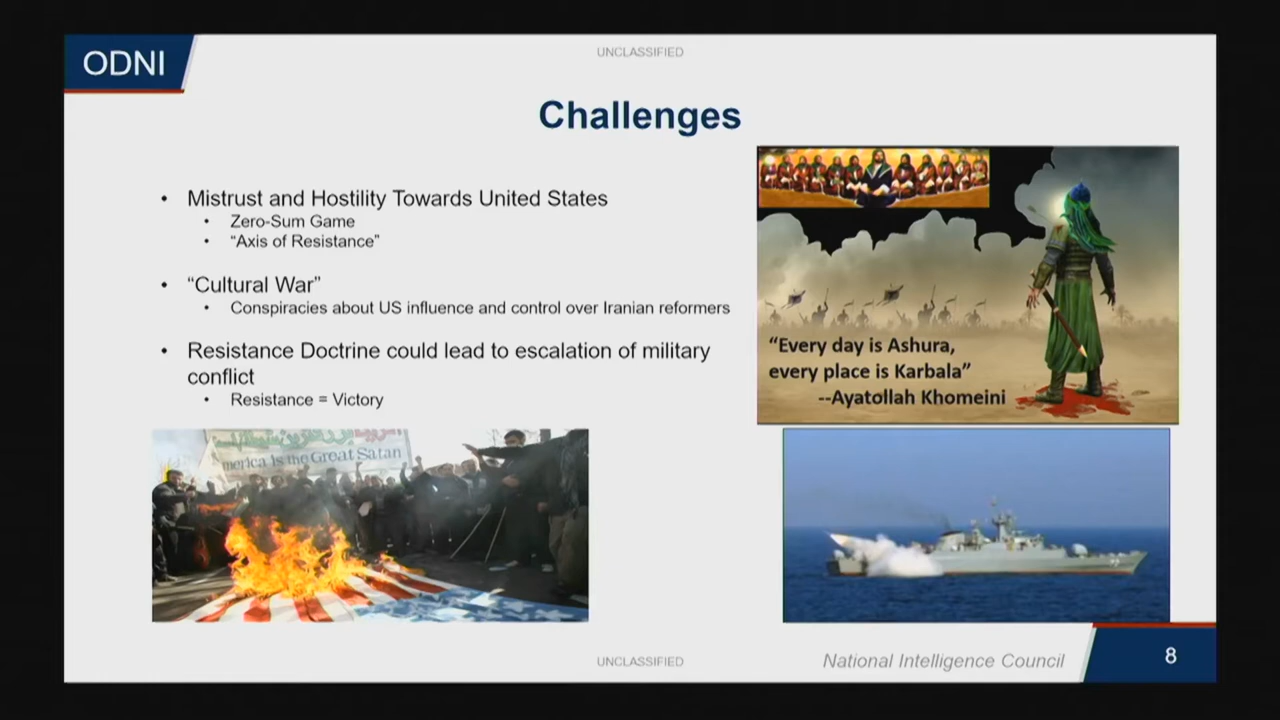 ODNI
UNCLASSIFIED
Challenges
• Mistrust and Hostility Towards United States
• Zero-Sum Game
• “Axis of Resistance”
• “Cultural War”
• Conspiracies about US influence and control over Iranian reformers
• Resistance Doctrine could lead to escalation of military
conflict
• Resistance = Victory
“Every day is Ashura,
every place is Karbala”
--Ayatollah Khomeini
merica is the Great Satan
UNCLASSIFIED
National Intelligence Council
8